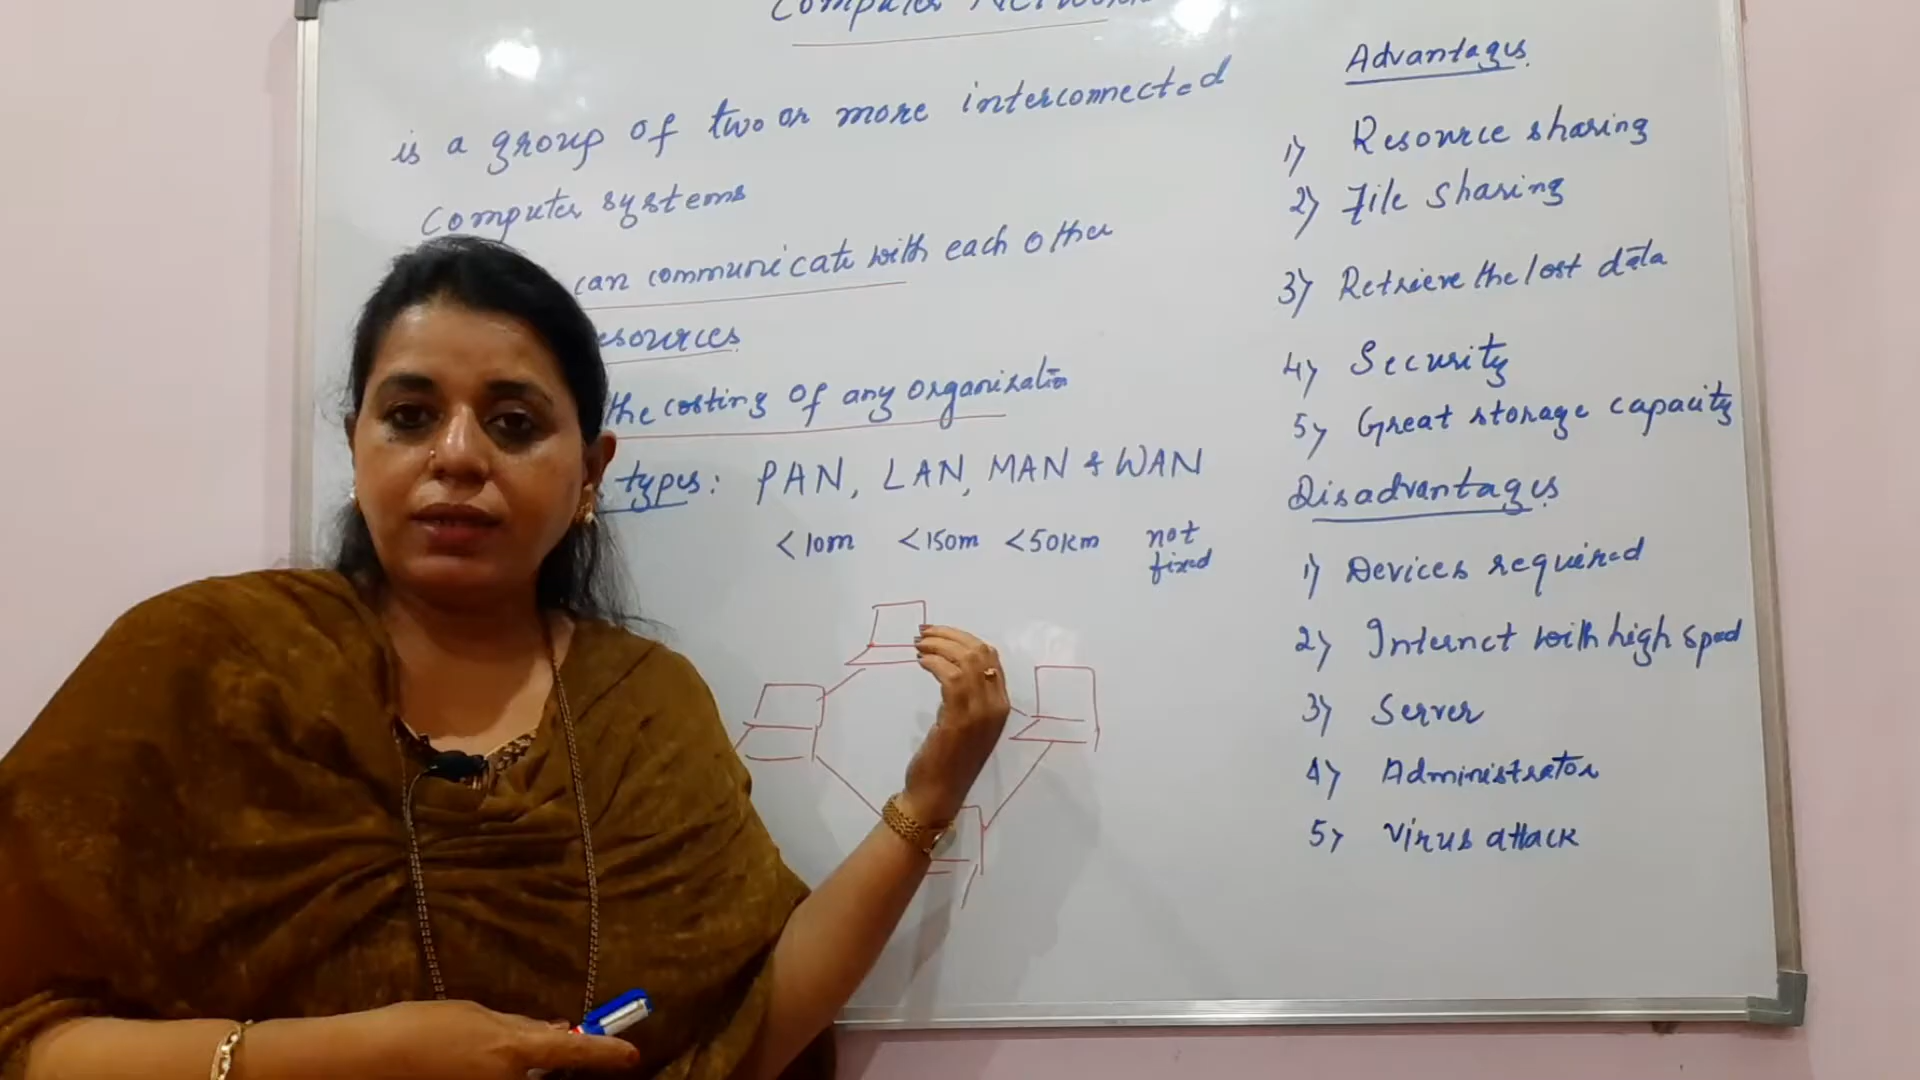 Computer Network
is a group of two or more interconnected
Computer systems
can communicate with each other
resources
the costing of any organization
types: PAN, LAN, MAN & WAN
<10m <150m <50km not fixed
Advantages
1) Resource sharing
2) File sharing
3) Retrieve the lost data
4) Security
5) Great storage capacity
Disadvantages
1) Devices required
2) Internet with high speed
3) Server
4) Administrator
5) Virus attack